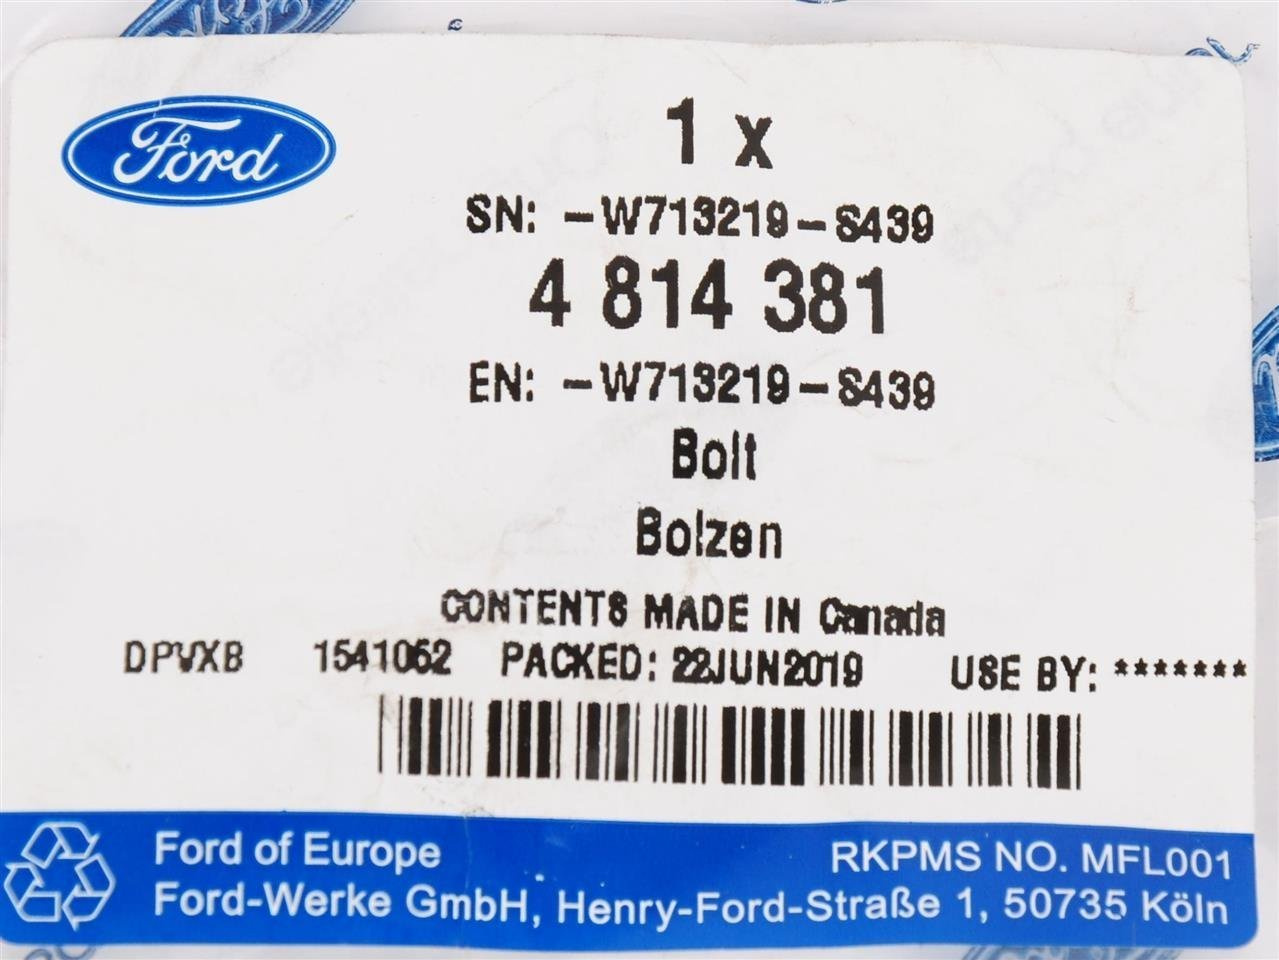 Ford
1 x
SN: -W713219-S439
4 814 381
EN: -W713219-S439
Bolt
Bolzen
CONTENTS MADE IN Canada
DPVXB 1541052 PACKED: 22JUN2019 USE BY: *******
Ford of Europe
RKPMS NO. MFL001
Ford-Werke GmbH, Henry-Ford-Straße 1, 50735 Köln